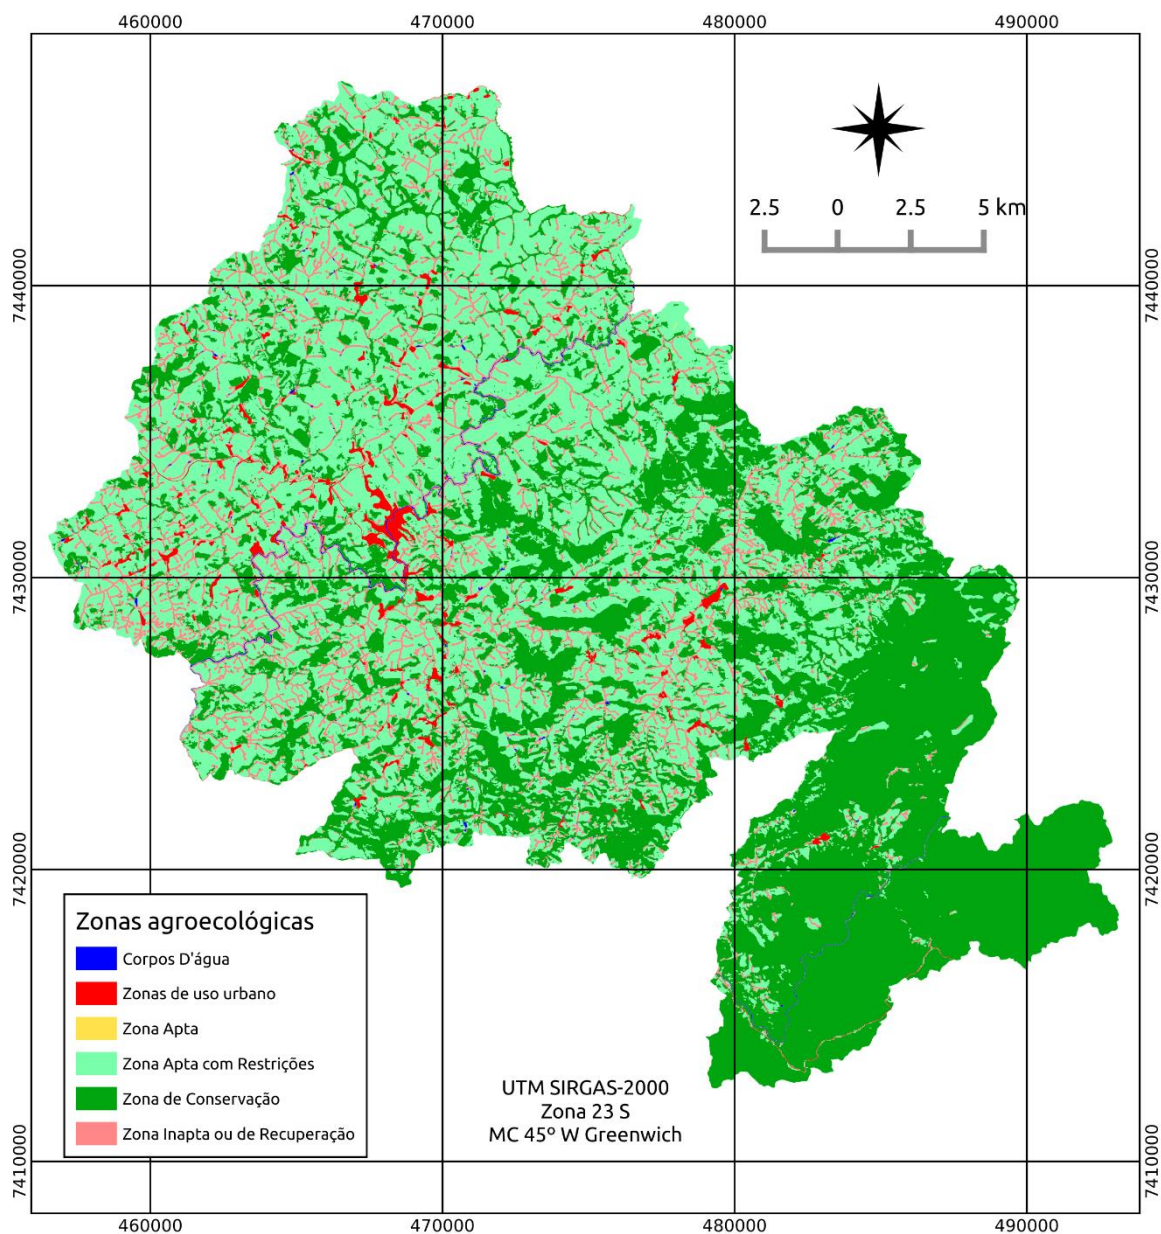 460000 470000 480000 490000
2.5 0 2.5 5 km
7440000 7440000
7430000 7430000
7420000 7420000
Zonas agroecológicas
Corpos D'água
Zonas de uso urbano
Zona Apta
Zona Apta com Restrições
Zona de Conservação
Zona Inapta ou de Recuperação
UTM SIRGAS-2000
Zona 23 S
MC 45º W Greenwich
7410000 7410000
460000 470000 480000 490000